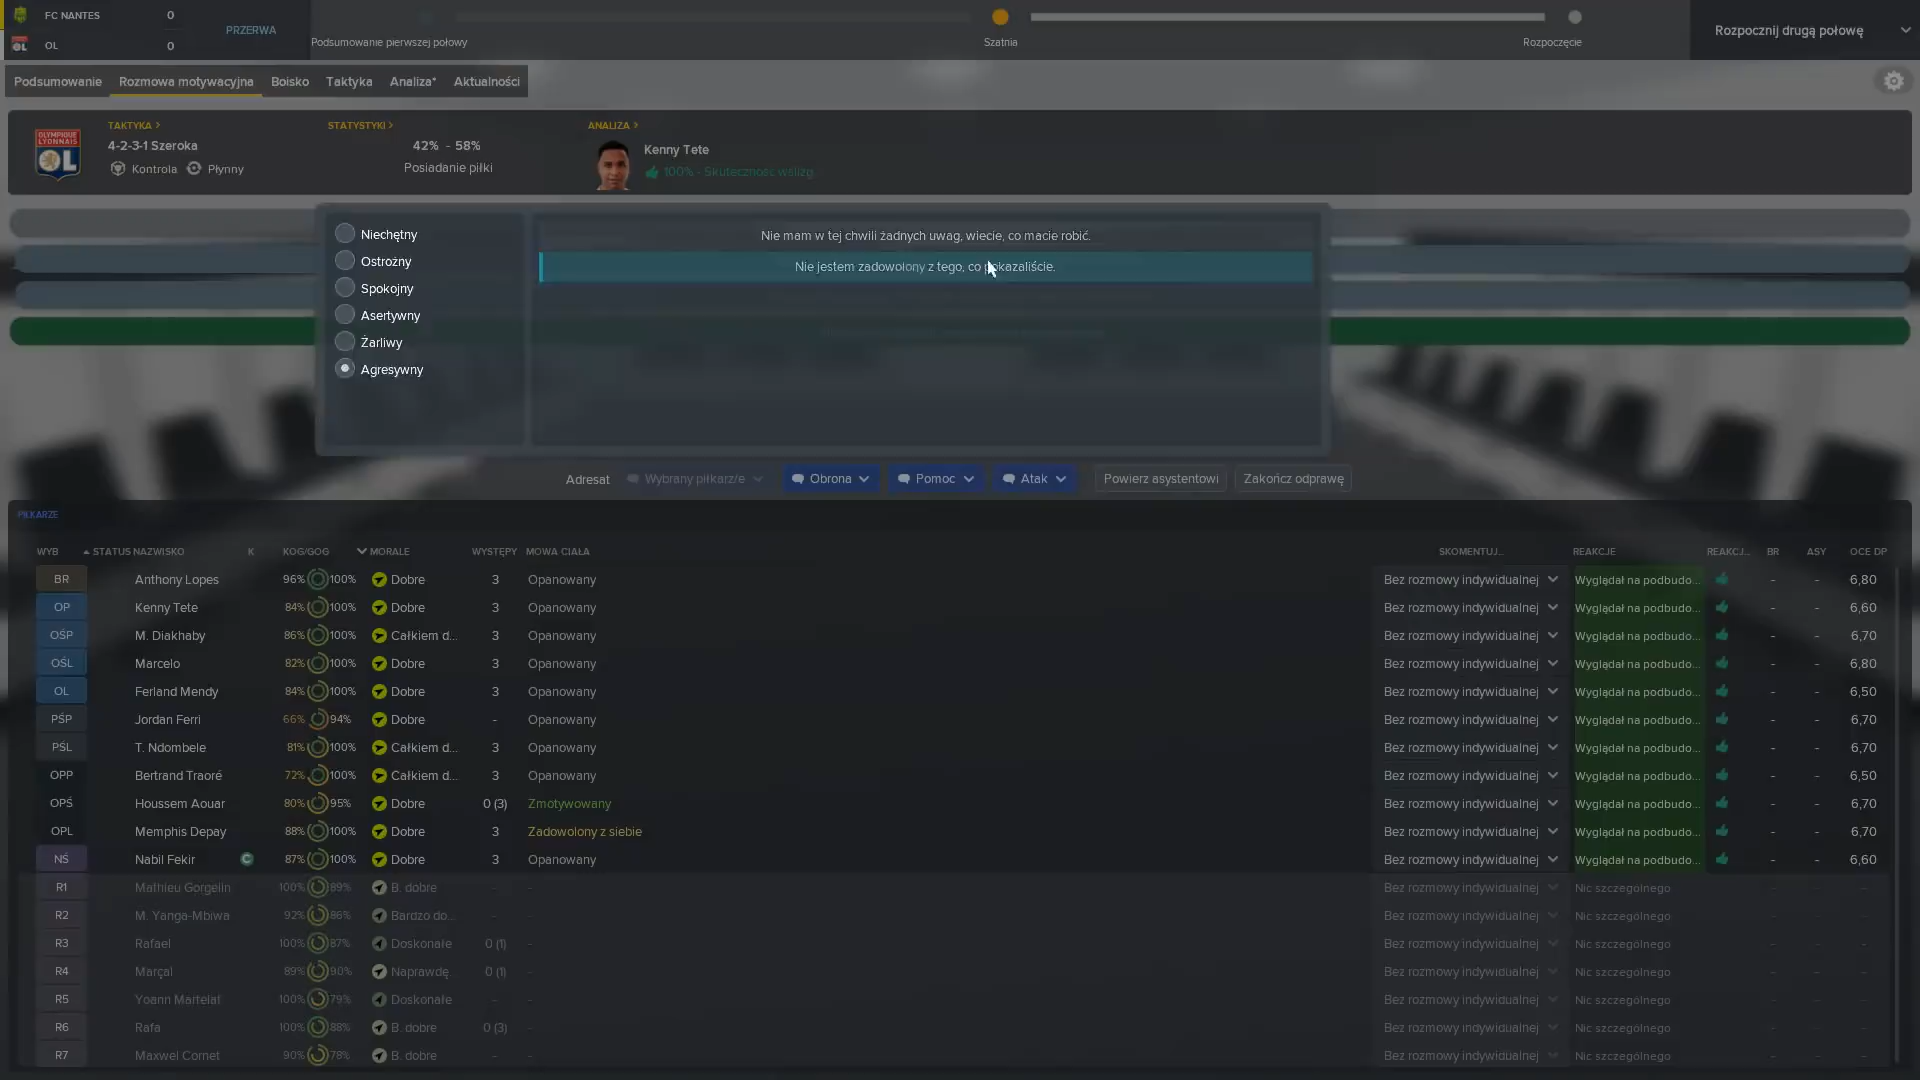 FC NANTES 0
OL 0
PRZERWA
Podsumowanie pierwszej połowy
Szatnia
Rozpoczęcie
Rozpocznij drugą połowę
Podsumowanie Rozmowa motywacyjna Boisko Taktyka Analiza* Aktualności
OLYMPIQUE LYONNAIS
OL
TAKTYKA >
4-2-3-1 Szeroka
Kontrola Płynny
STATYSTYKI >
42% - 58%
Posiadanie piłki
ANALIZA >
Kenny Tete
100% - Skuteczność wślizg.
Niechętny
Ostrożny
Spokojny
Asertywny
Żarliwy
Agresywny
Nie mam w tej chwili żadnych uwag, wiecie, co macie robić.
Nie jestem zadowolony z tego, co pokazaliście.
Adresat Wybrany piłkarz/e Obrona Pomoc Atak Powierz asystentowi Zakończ odprawę
PIŁKARZE
WYB STATUS NAZWISKO K KOG/GOG MORALE WYSTĘPY MOWA CIAŁA SKOMENTUJ... REAKCJE REAKCJ... BR ASY OCE DP
BR Anthony Lopes 96% 100% Dobre 3 Opanowany Bez rozmowy indywidualnej Wyglądał na podbudo... - - 6,80
OP Kenny Tete 84% 100% Dobre 3 Opanowany Bez rozmowy indywidualnej Wyglądał na podbudo... - - 6,60
OŚP M. Diakhaby 86% 100% Całkiem d... 3 Opanowany Bez rozmowy indywidualnej Wyglądał na podbudo... - - 6,70
OŚL Marcelo 82% 100% Dobre 3 Opanowany Bez rozmowy indywidualnej Wyglądał na podbudo... - - 6,80
OL Ferland Mendy 84% 100% Dobre 3 Opanowany Bez rozmowy indywidualnej Wyglądał na podbudo... - - 6,50
PŚP Jordan Ferri 66% 94% Dobre - Opanowany Bez rozmowy indywidualnej Wyglądał na podbudo... - - 6,70
PŚL T. Ndombele 81% 100% Całkiem d... 3 Opanowany Bez rozmowy indywidualnej Wyglądał na podbudo... - - 6,70
OPP Bertrand Traoré 72% 100% Całkiem d... 3 Opanowany Bez rozmowy indywidualnej Wyglądał na podbudo... - - 6,50
OPŚ Houssem Aouar 80% 95% Dobre 0 (3) Zmotywowany Bez rozmowy indywidualnej Wyglądał na podbudo... - - 6,70
OPL Memphis Depay 88% 100% Dobre 3 Zadowolony z siebie Bez rozmowy indywidualnej Wyglądał na podbudo... - - 6,70
NŚ Nabil Fekir C 87% 100% Dobre 3 Opanowany Bez rozmowy indywidualnej Wyglądał na podbudo... - - 6,60
R1 Mathieu Gorgelin 100% 89% B. dobre - - Bez rozmowy indywidualnej Nic szczególnego - - -
R2 M. Yanga-Mbiwa 92% 86% Bardzo do... - - Bez rozmowy indywidualnej Nic szczególnego - - -
R3 Rafael 100% 87% Doskonałe 0 (1) - Bez rozmowy indywidualnej Nic szczególnego - - -
R4 Marçal 89% 90% Naprawdę. 0 (1) - Bez rozmowy indywidualnej Nic szczególnego - - -
R5 Yoann Martelat 100% 79% Doskonałe - - Bez rozmowy indywidualnej Nic szczególnego - - -
R6 Rafa 100% 88% B. dobre 0 (3) - Bez rozmowy indywidualnej Nic szczególnego - - -
R7 Maxwel Cornet 90% 78% B. dobre - - Bez rozmowy indywidualnej Nic szczególnego - - -